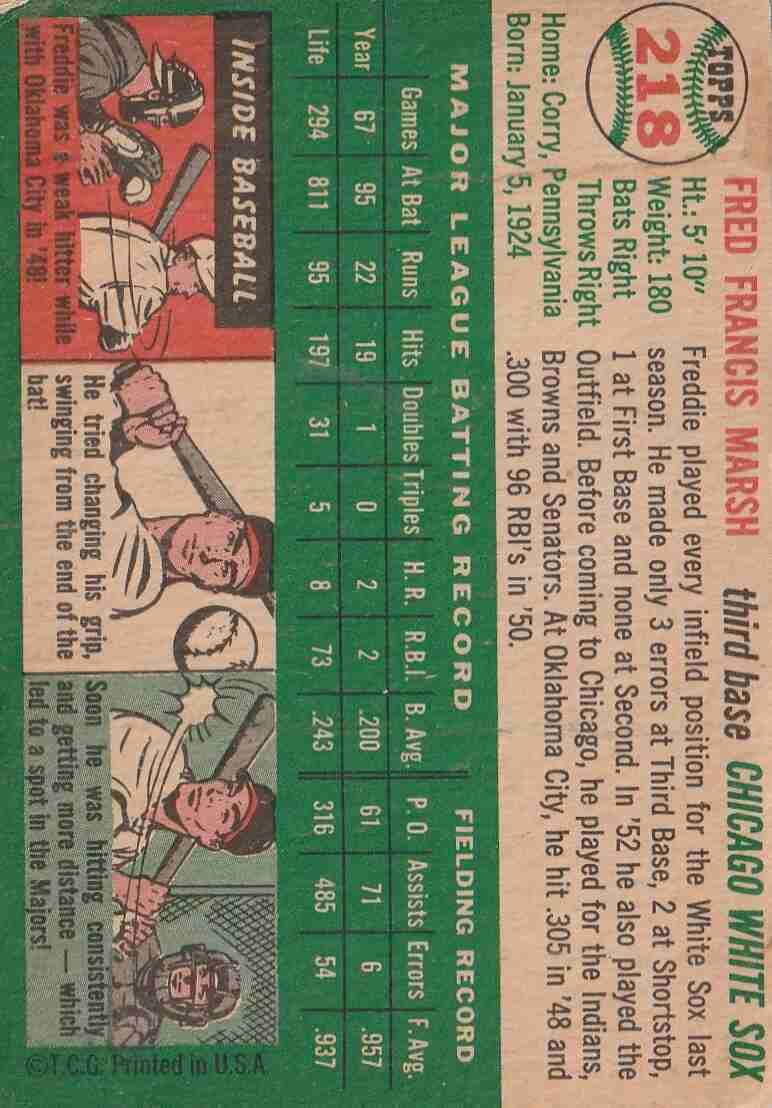 TOPPS
218
FRED FRANCIS MARSH third base CHICAGO WHITE SOX
Ht.: 5' 10"
Weight: 180
Bats Right
Throws Right
Home: Corry, Pennsylvania
Born: January 5, 1924
Freddie played every infield position for the White Sox last
season. He made only 3 errors at Third Base, 2 at Shortstop,
1 at First Base and none at Second. In '52 he also played the
Outfield. Before coming to Chicago, he played for the Indians,
Browns and Senators. At Oklahoma City, he hit .305 in '48 and
.300 with 96 RBI's in '50.
MAJOR LEAGUE BATTING RECORD FIELDING RECORD
Games At Bat Runs Hits Doubles Triples H. R. R.B.I. B. Avg. P. O. Assists Errors F. Avg.
Year 67 95 22 19 1 0 2 2 .200 61 71 6 .957
Life 294 811 95 197 31 5 8 73 .243 316 485 54 .937
INSIDE BASEBALL
Freddie was a weak hitter while
with Oklahoma City in '48!
He tried changing his grip,
swinging from the end of the
bat!
Soon he was hitting consistently
and getting more distance — which
led to a spot in the Majors!
©T.C.G. Printed in U.S.A.